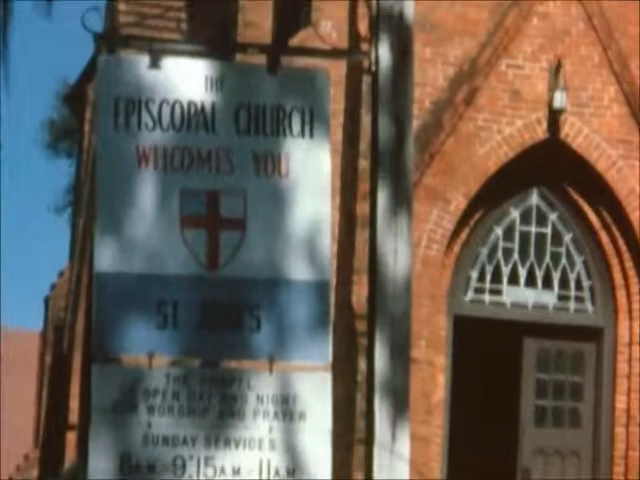 THE
EPISCOPAL CHURCH
WELCOMES YOU
ST
THE CHAPEL
OPEN DAY AND NIGHT
FOR WORSHIP AND PRAYER
SUNDAY SERVICES
8AM-9:15AM-11AM